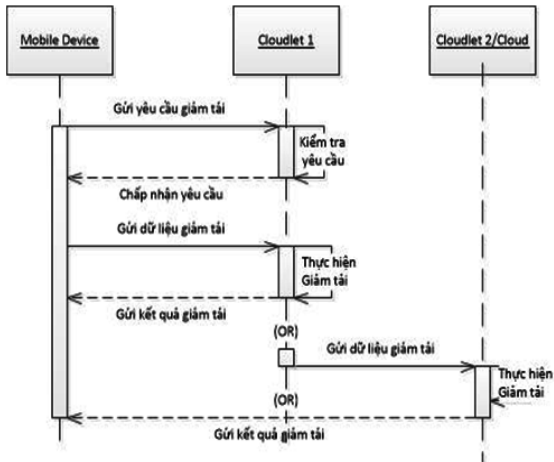 Mobile Device
Cloudlet 1
Cloudlet 2/Cloud
Gửi yêu cầu giảm tải
Kiểm tra
yêu cầu
Chấp nhận yêu cầu
Gửi dữ liệu giảm tải
Thực hiện
Giảm tải
Gửi kết quả giảm tải
(OR)
Gửi dữ liệu giảm tải
Thực hiện
Giảm tải
(OR)
Gửi kết quả giảm tải